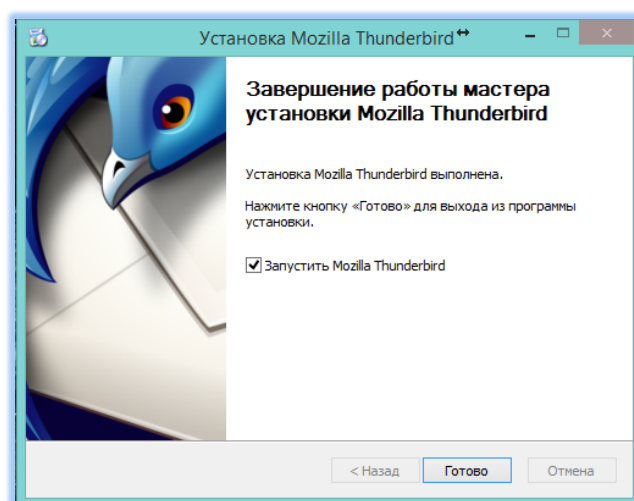 Установка Mozilla Thunderbird
Завершение работы мастера
установки Mozilla Thunderbird
Установка Mozilla Thunderbird выполнена.
Нажмите кнопку «Готово» для выхода из программы
установки.
Запустить Mozilla Thunderbird
< Назад Готово Отмена